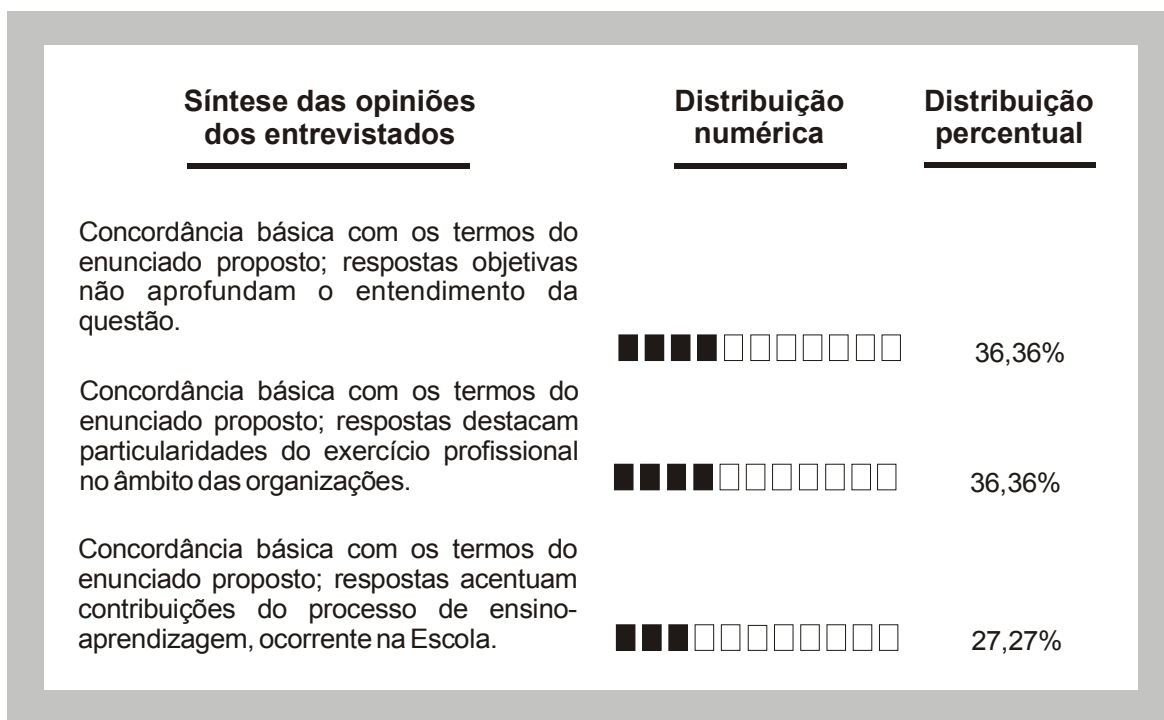 Síntese das opiniões
dos entrevistados
Distribuição
numérica
Distribuição
percentual
Concordância básica com os termos do
enunciado proposto; respostas objetivas
não aprofundam o entendimento da
questão.
36,36%
Concordância básica com os termos do
enunciado proposto; respostas destacam
particularidades do exercício profissional
no âmbito das organizações.
36,36%
Concordância básica com os termos do
enunciado proposto; respostas acentuam
contribuições do processo de ensino-
aprendizagem, ocorrente na Escola.
27,27%